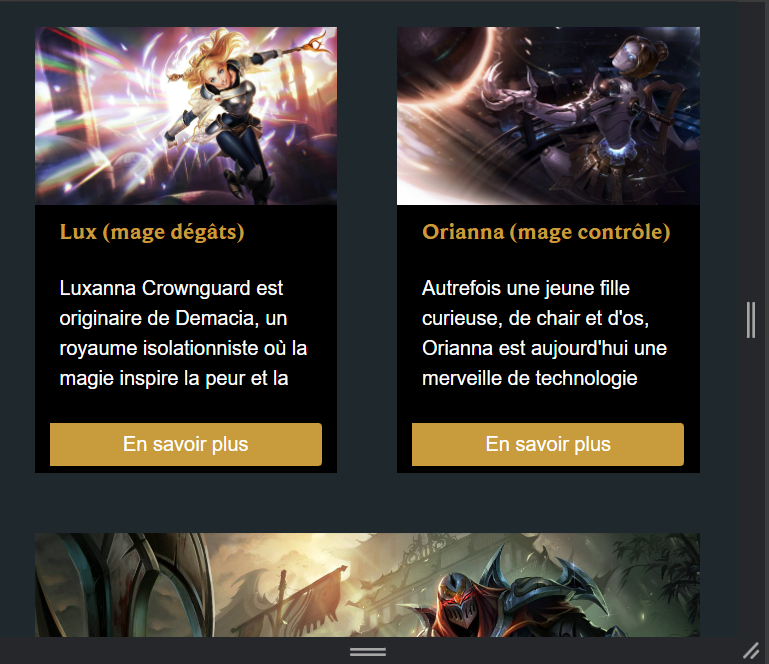 Lux (mage dégâts)
Luxanna Crownguard est
originaire de Demacia, un
royaume isolationniste où la
magie inspire la peur et la
En savoir plus
Orianna (mage contrôle)
Autrefois une jeune fille
curieuse, de chair et d'os,
Orianna est aujourd'hui une
merveille de technologie
En savoir plus